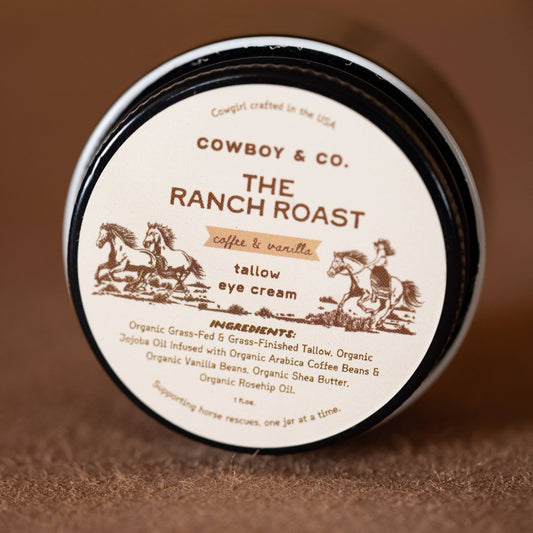 Cowgirl crafted in the USA
COWBOY & CO.
THE
RANCH ROAST
coffee & vanilla
tallow
eye cream
INGREDIENTS:
Organic Grass-Fed & Grass-Finished Tallow, Organic
Jojoba Oil Infused with Organic Arabica Coffee Beans &
Organic Vanilla Beans, Organic Shea Butter,
Organic Rosehip Oil.
1 fl.oz.
Supporting horse rescues, one jar at a time.